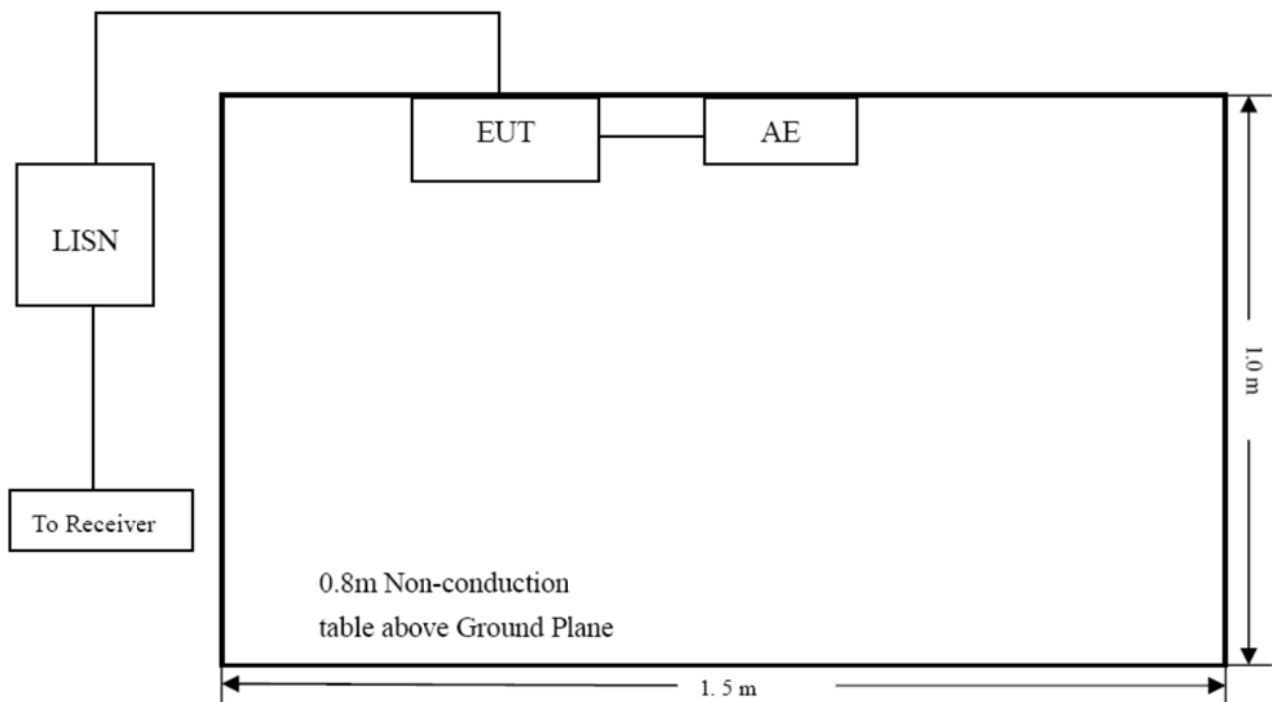 EUT
AE
LISN
To Receiver
1.0 m
0.8m Non-conduction
table above Ground Plane
1. 5 m